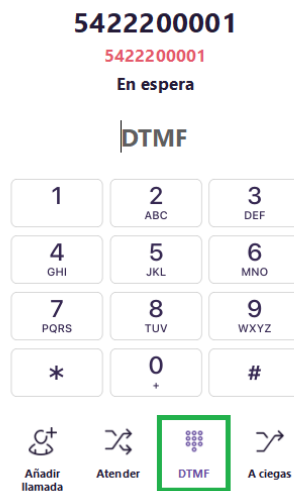 5422200001
5422200001
En espera
DTMF
1 2 3
ABC DEF
4 5 6
GHI JKL MNO
7 8 9
PQRS TUV WXYZ
* 0 #
+
Añadir llamada Atender DTMF A ciegas